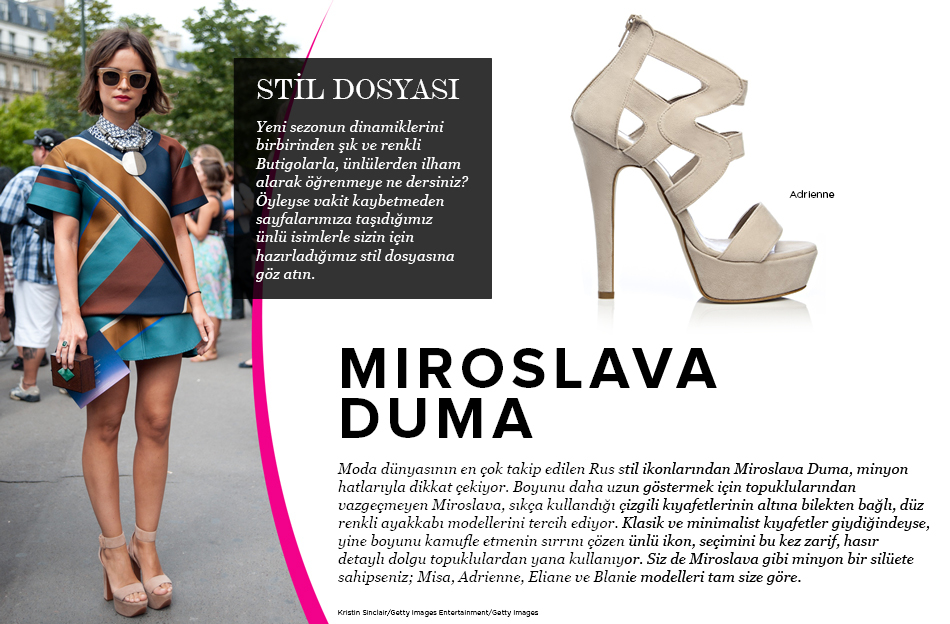 STİL DOSYASI
Yeni sezonun dinamiklerini
birbirinden şık ve renkli
Butigolarla, ünlülerden ilham
alarak öğrenmeye ne dersiniz?
Öyleyse vakit kaybetmeden
sayfalarımıza taşıdığımız
ünlü isimlerle sizin için
hazırladığımız stil dosyasına
göz atın.
Adrienne
MIROSLAVA
DUMA
Moda dünyasının en çok takip edilen Rus stil ikonlarından Miroslava Duma, minyon
hatlarıyla dikkat çekiyor. Boyunu daha uzun göstermek için topuklularından
vazgeçmeyen Miroslava, sıkça kullandığı çizgili kıyafetlerinin altına bilekten bağlı, düz
renkli ayakkabı modellerini tercih ediyor. Klasik ve minimalist kıyafetler giydiğindeyse,
yine boyunu kamufle etmenin sırrını çözen ünlü ikon, seçimini bu kez zarif, hasır
detaylı dolgu topuklulardan yana kullanıyor. Siz de Miroslava gibi minyon bir silüete
sahipseniz; Misa, Adrienne, Eliane ve Blanie modelleri tam size göre.
Kristin Sinclair/Getty Images Entertainment/Getty Images